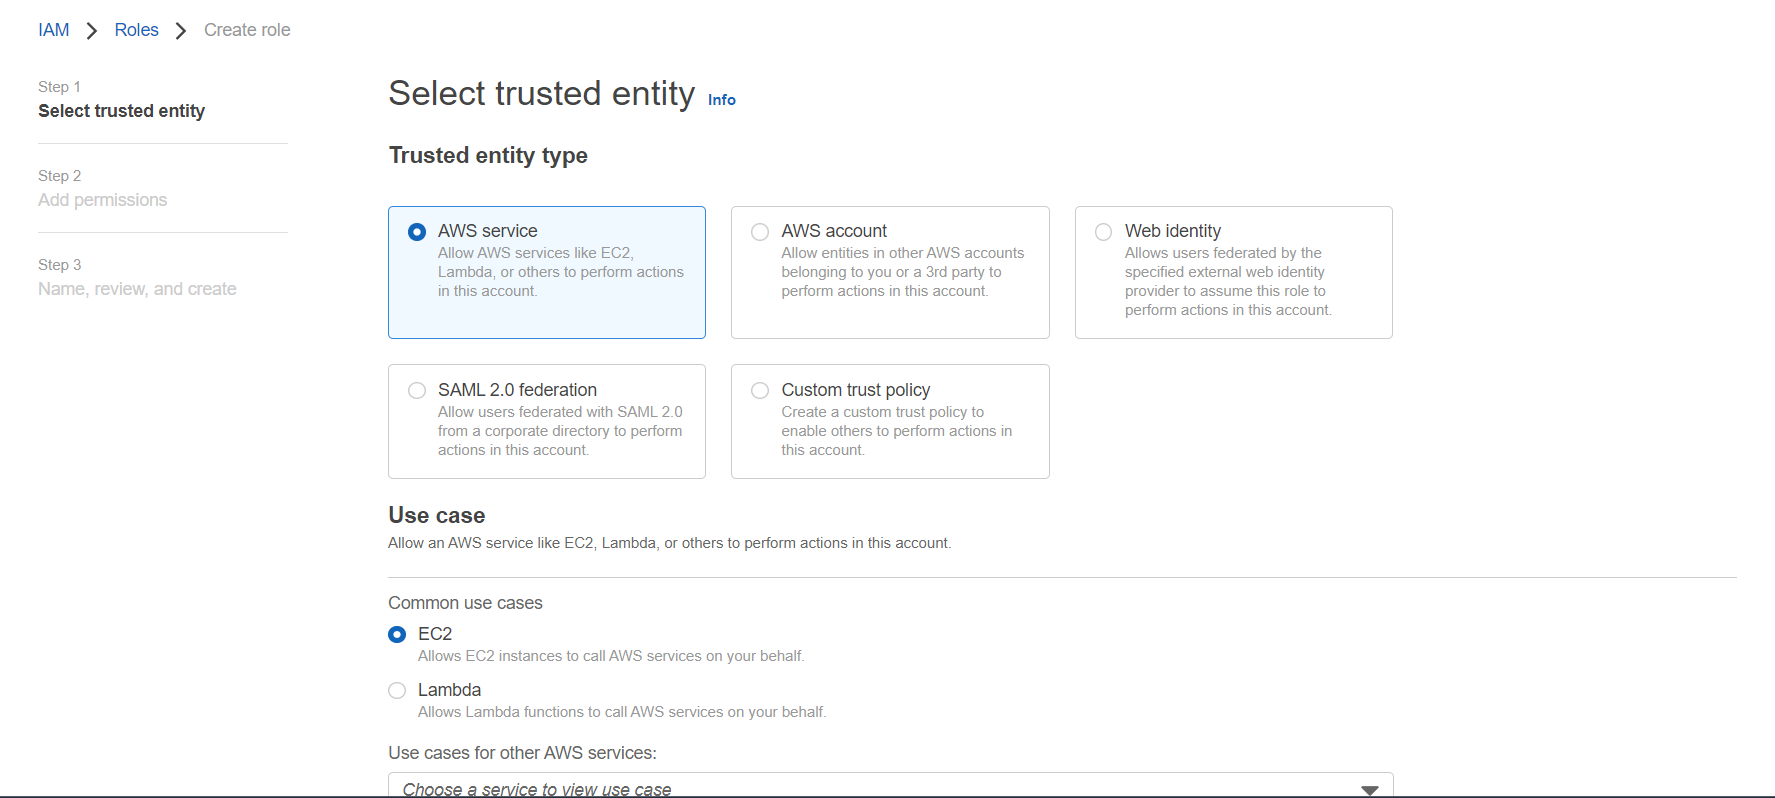 IAM > Roles > Create role
Step 1
Select trusted entity
Step 2
Add permissions
Step 3
Name, review, and create
Select trusted entity Info
Trusted entity type
AWS service
Allow AWS services like EC2,
Lambda, or others to perform actions
in this account.
AWS account
Allow entities in other AWS accounts
belonging to you or a 3rd party to
perform actions in this account.
Web identity
Allows users federated by the
specified external web identity
provider to assume this role to
perform actions in this account.
SAML 2.0 federation
Allow users federated with SAML 2.0
from a corporate directory to perform
actions in this account.
Custom trust policy
Create a custom trust policy to
enable others to perform actions in
this account.
Use case
Allow an AWS service like EC2, Lambda, or others to perform actions in this account.
Common use cases
EC2
Allows EC2 instances to call AWS services on your behalf.
Lambda
Allows Lambda functions to call AWS services on your behalf.
Use cases for other AWS services:
Choose a service to view use case